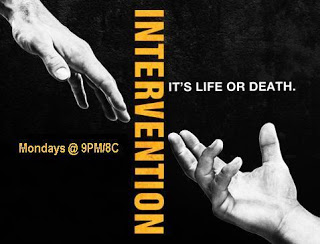 INTERVENTION
IT'S LIFE OR DEATH.
Mondays @ 9PM/8C